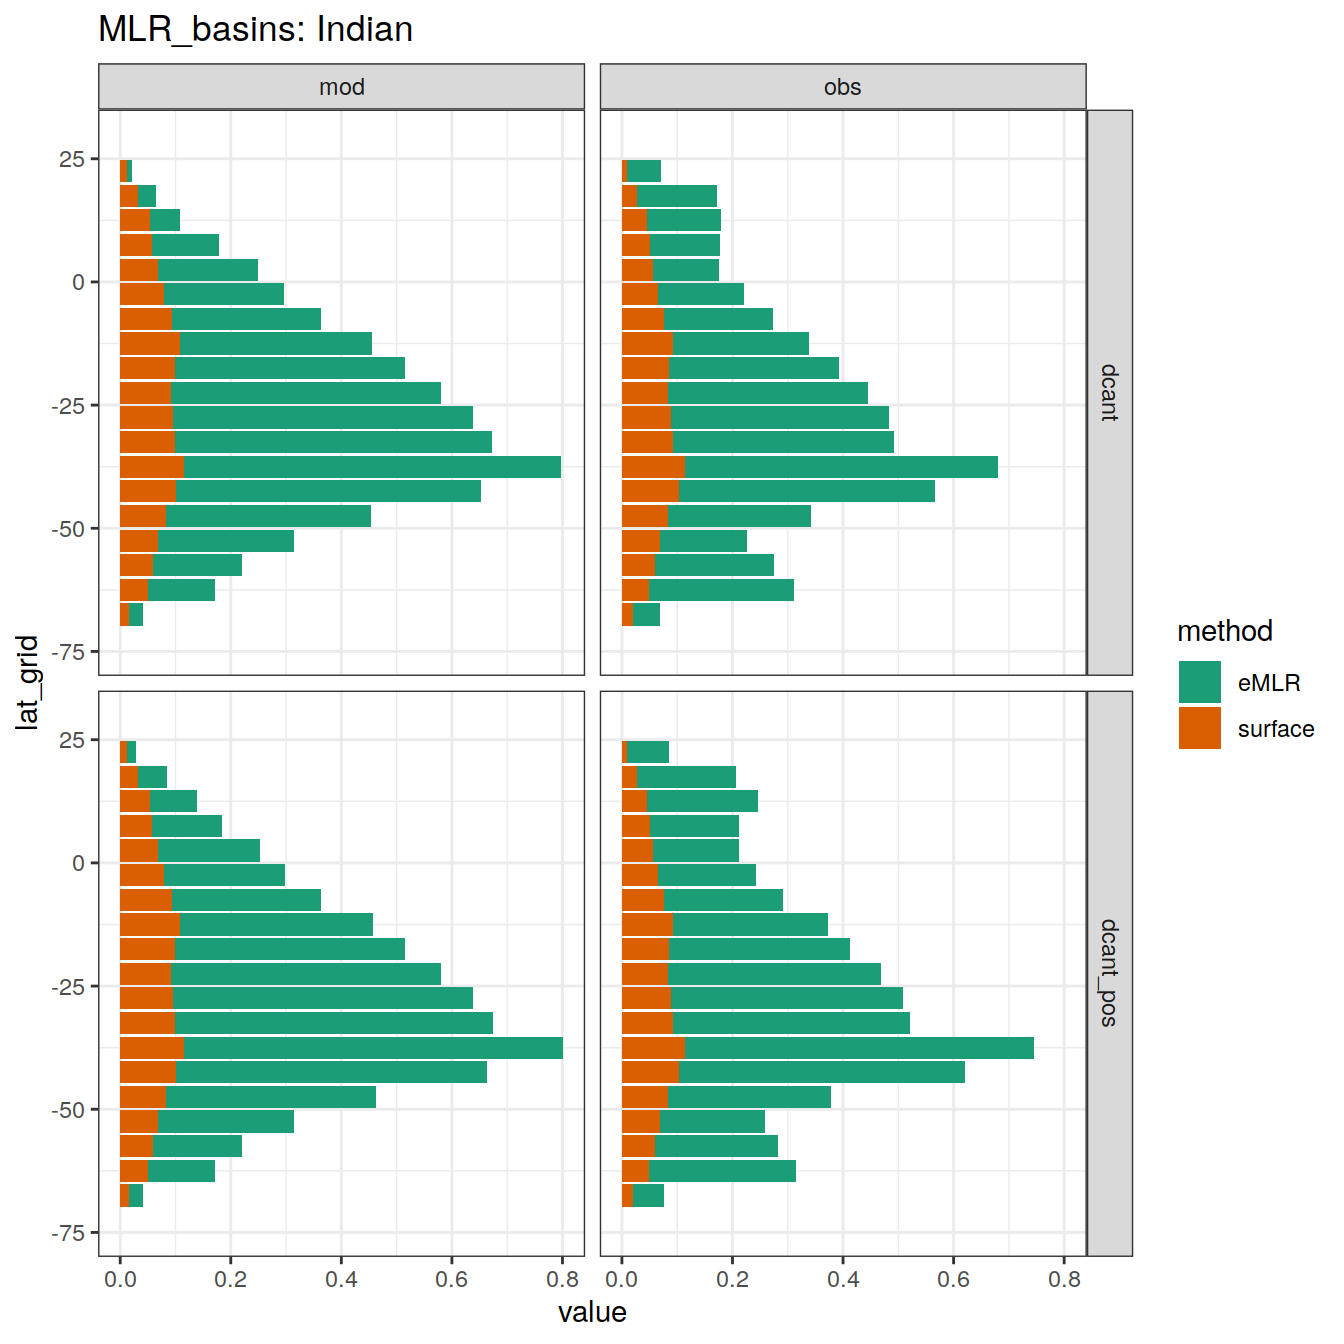 MLR_basins: Indian
mod
obs
25
0
-25
-50
-75
dcant
25
0
-25
-50
-75
dcant_pos
lat_grid
0.0 0.2 0.4 0.6 0.8
0.0 0.2 0.4 0.6 0.8
value
method
eMLR
surface